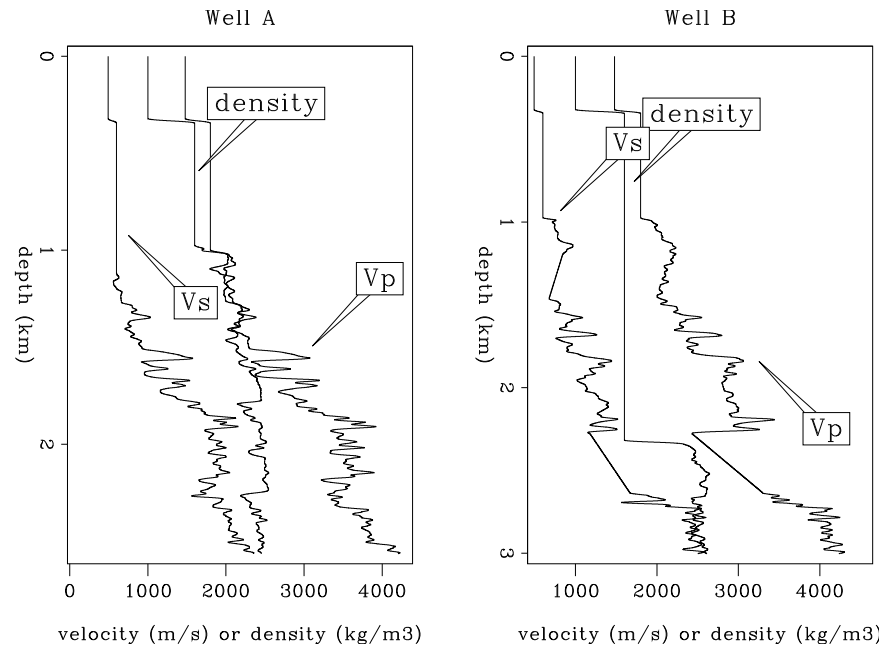 Well A
Well B
0
1
2
depth (km)
density
Vs
Vp
0 1000 2000 3000 4000
velocity (m/s) or density (kg/m3)
0
1
2
3
depth (km)
Vs
density
Vp
1000 2000 3000 4000
velocity (m/s) or density (kg/m3)